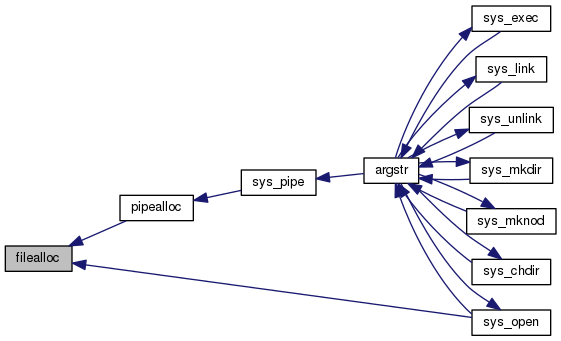 sys_exec
sys_link
sys_unlink
argstr
sys_mkdir
sys_pipe
pipealloc
sys_mknod
filealloc
sys_chdir
sys_open